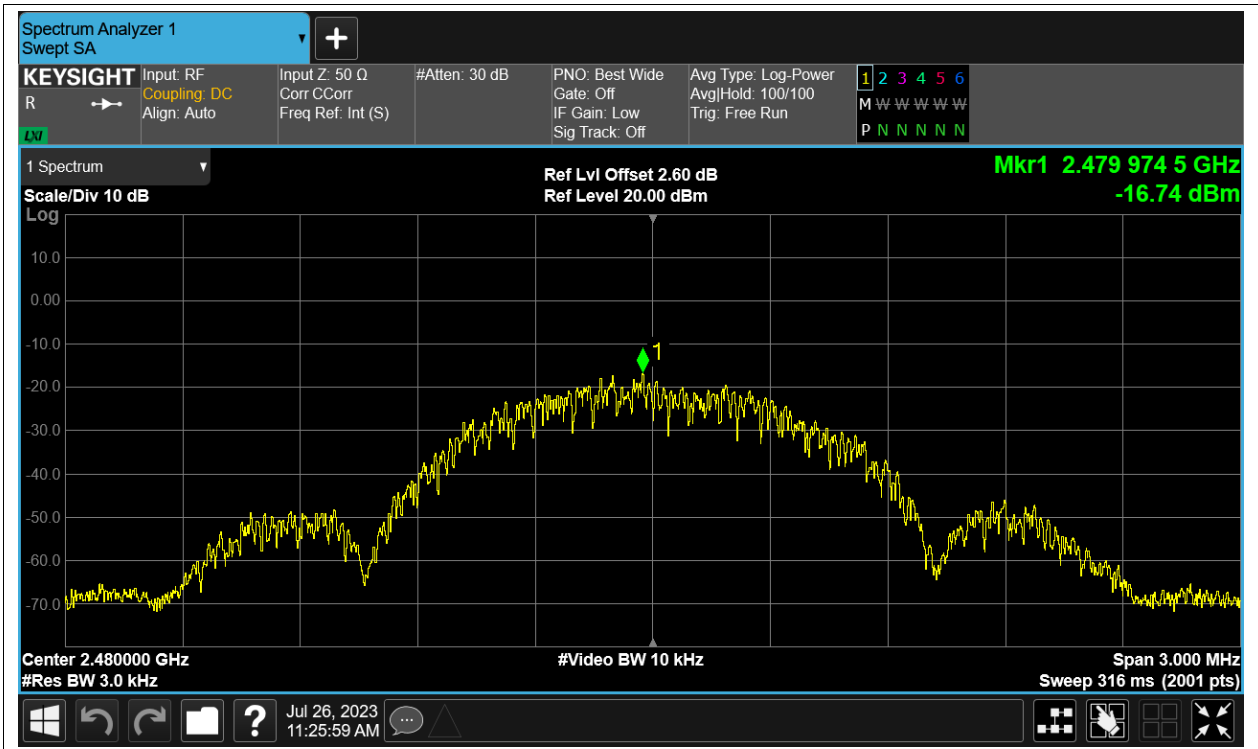 Spectrum Analyzer 1
Swept SA
KEYSIGHT
R
LXI
Input: RF
Coupling: DC
Align: Auto
Input Z: 50 Ω
Corr CCorr
Freq Ref: Int (S)
#Atten: 30 dB
PNO: Best Wide
Gate: Off
IF Gain: Low
Sig Track: Off
Avg Type: Log-Power
Avg|Hold: 100/100
Trig: Free Run
1 2 3 4 5 6
M W W W W W
P N N N N N
1 Spectrum
Scale/Div 10 dB
Log
Ref Lvl Offset 2.60 dB
Ref Level 20.00 dBm
Mkr1 2.479 974 5 GHz
-16.74 dBm
10.0
0.00
-10.0
-20.0
-30.0
-40.0
-50.0
-60.0
-70.0
1
Center 2.480000 GHz
#Res BW 3.0 kHz
#Video BW 10 kHz
Span 3.000 MHz
Sweep 316 ms (2001 pts)
?
Jul 26, 2023
11:25:59 AM